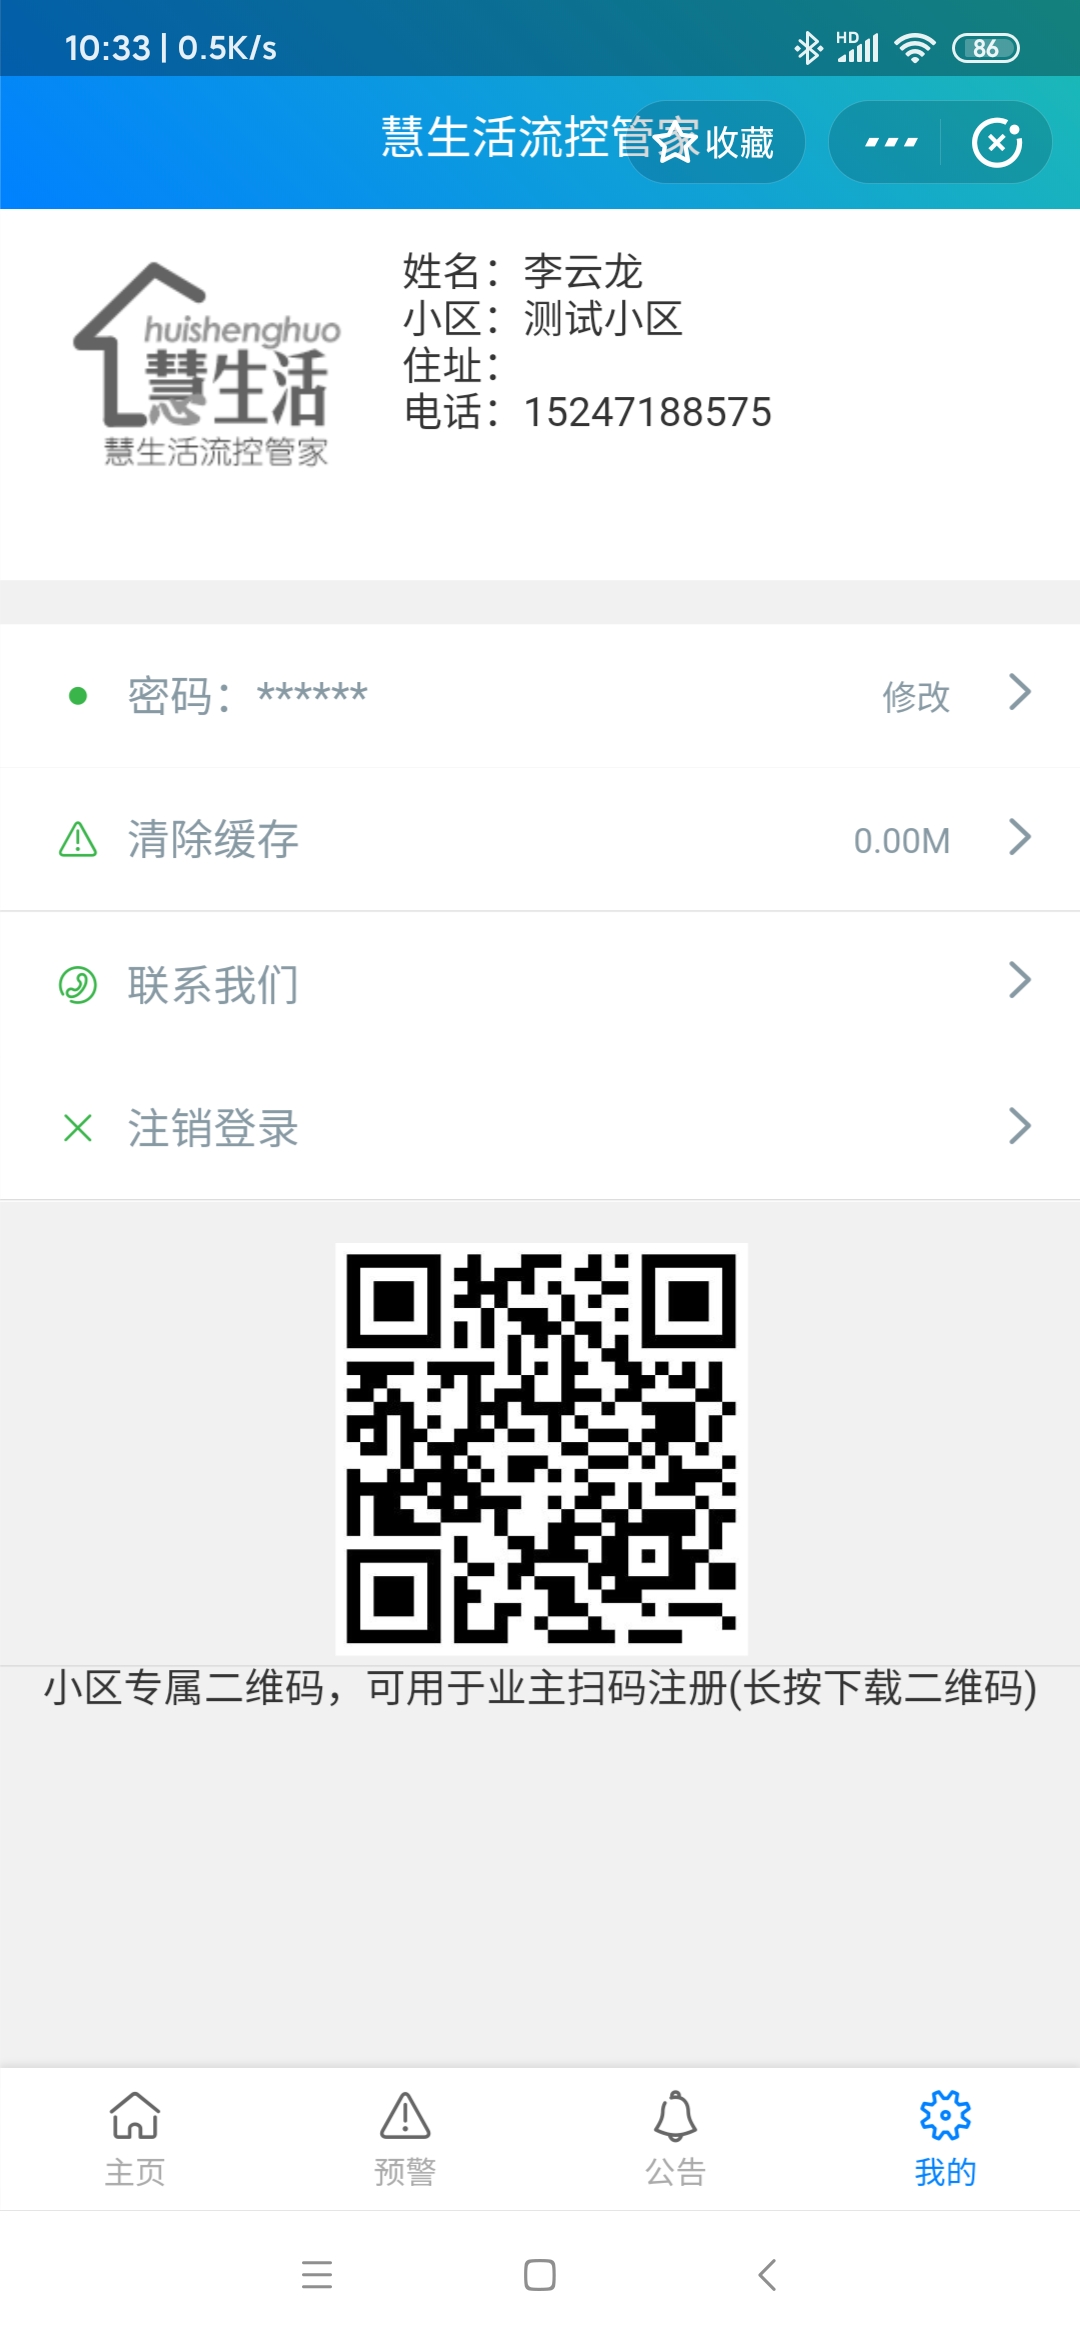 10:33 | 0.5K/s
HD
86
慧生活流控管家
收藏
huishenghuo
慧生活
慧生活流控管家
姓名：李云龙
小区：测试小区
住址：
电话：15247188575
密码：******
修改
清除缓存
0.00M
联系我们
注销登录
小区专属二维码，可用于业主扫码注册(长按下载二维码)
主页
预警
公告
我的